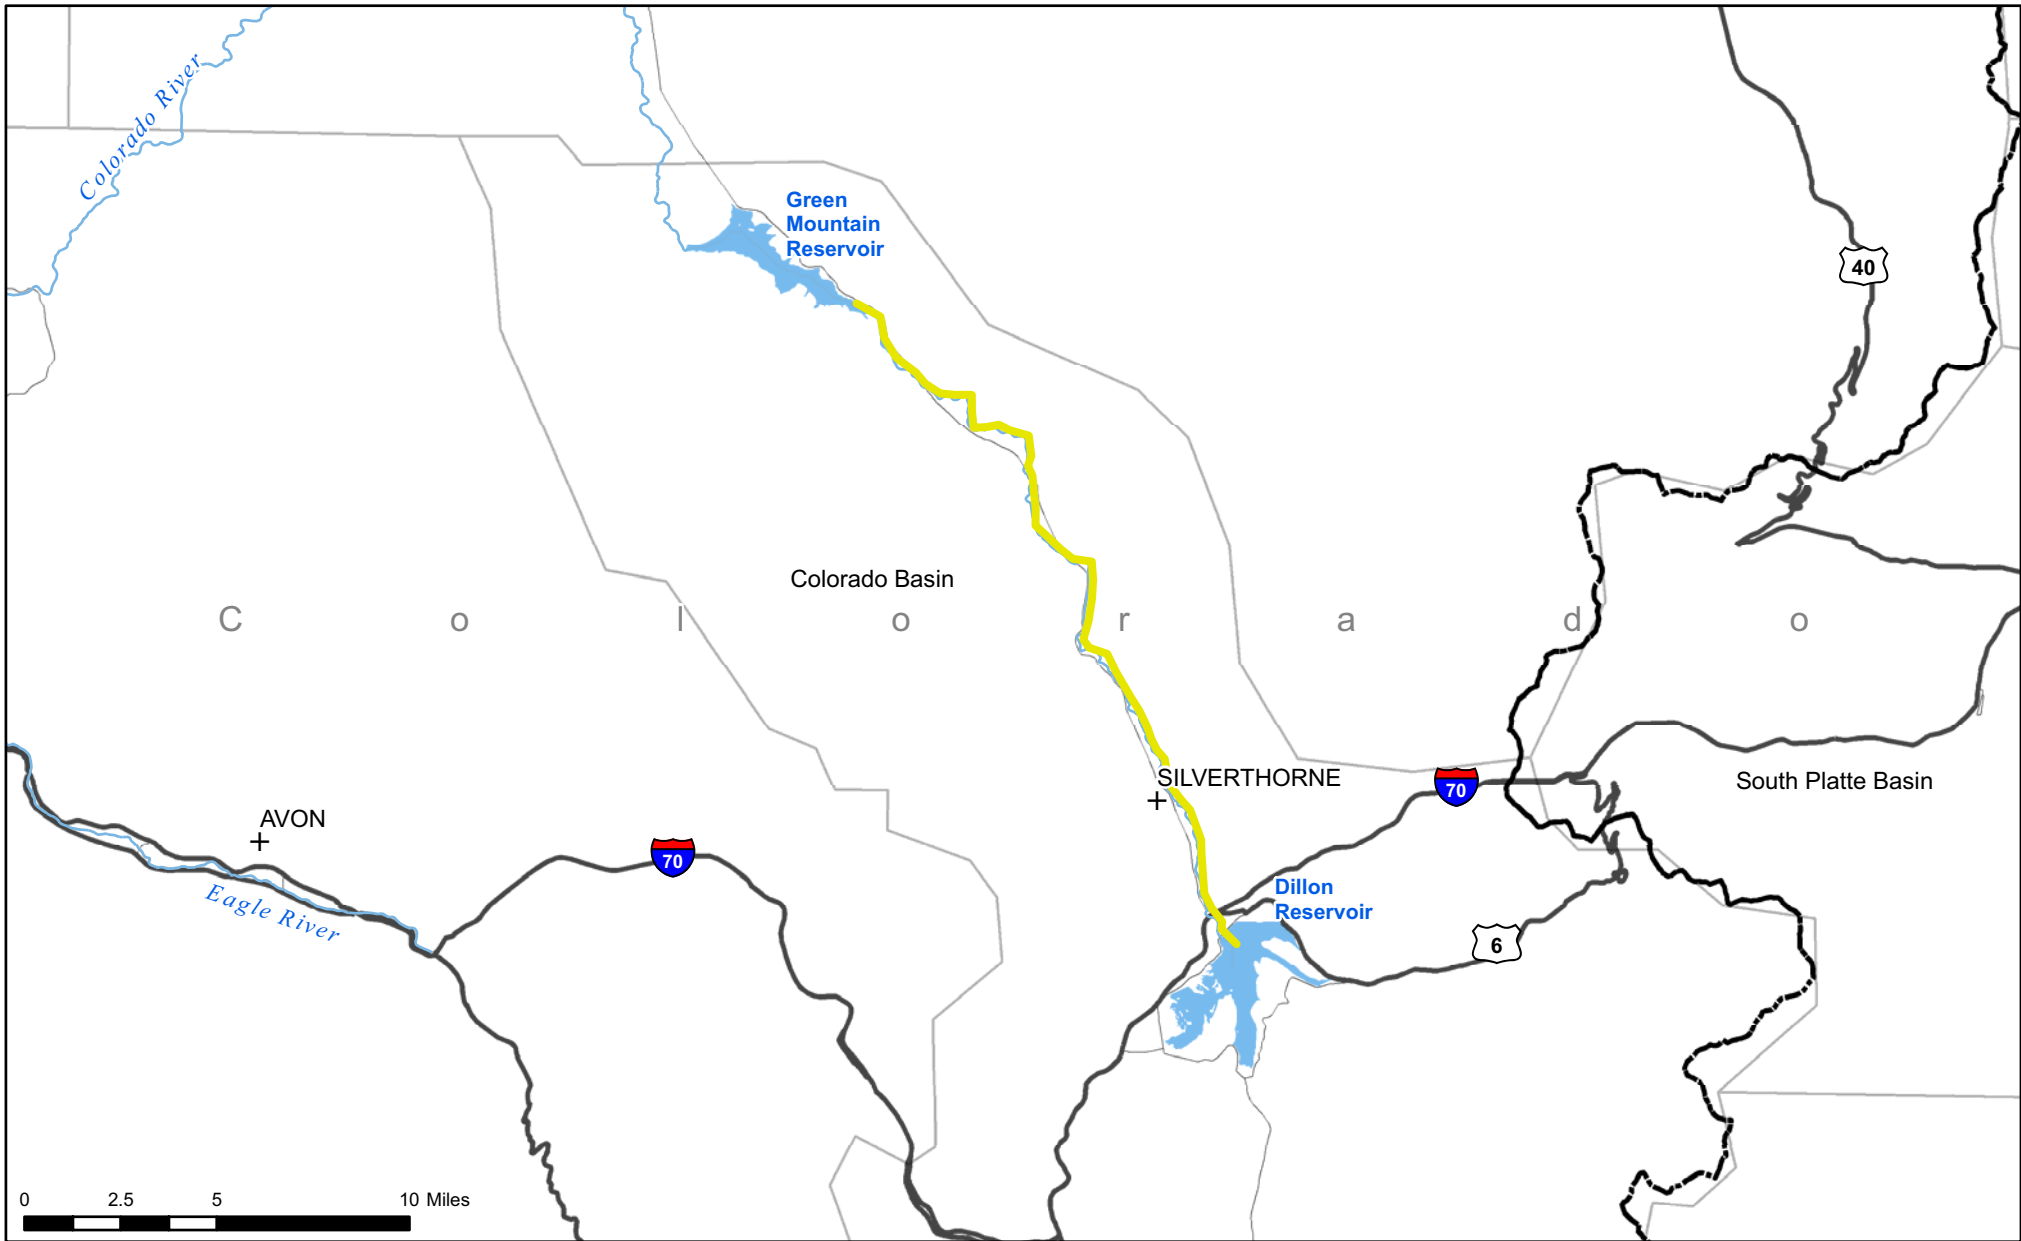 Colorado River
Green
Mountain
Reservoir
40
Colorado Basin
C o l o r a d o
SILVERTHORNE
70
South Platte Basin
AVON
70
Eagle River
Dillon
Reservoir
6
0 2.5 5 10 Miles